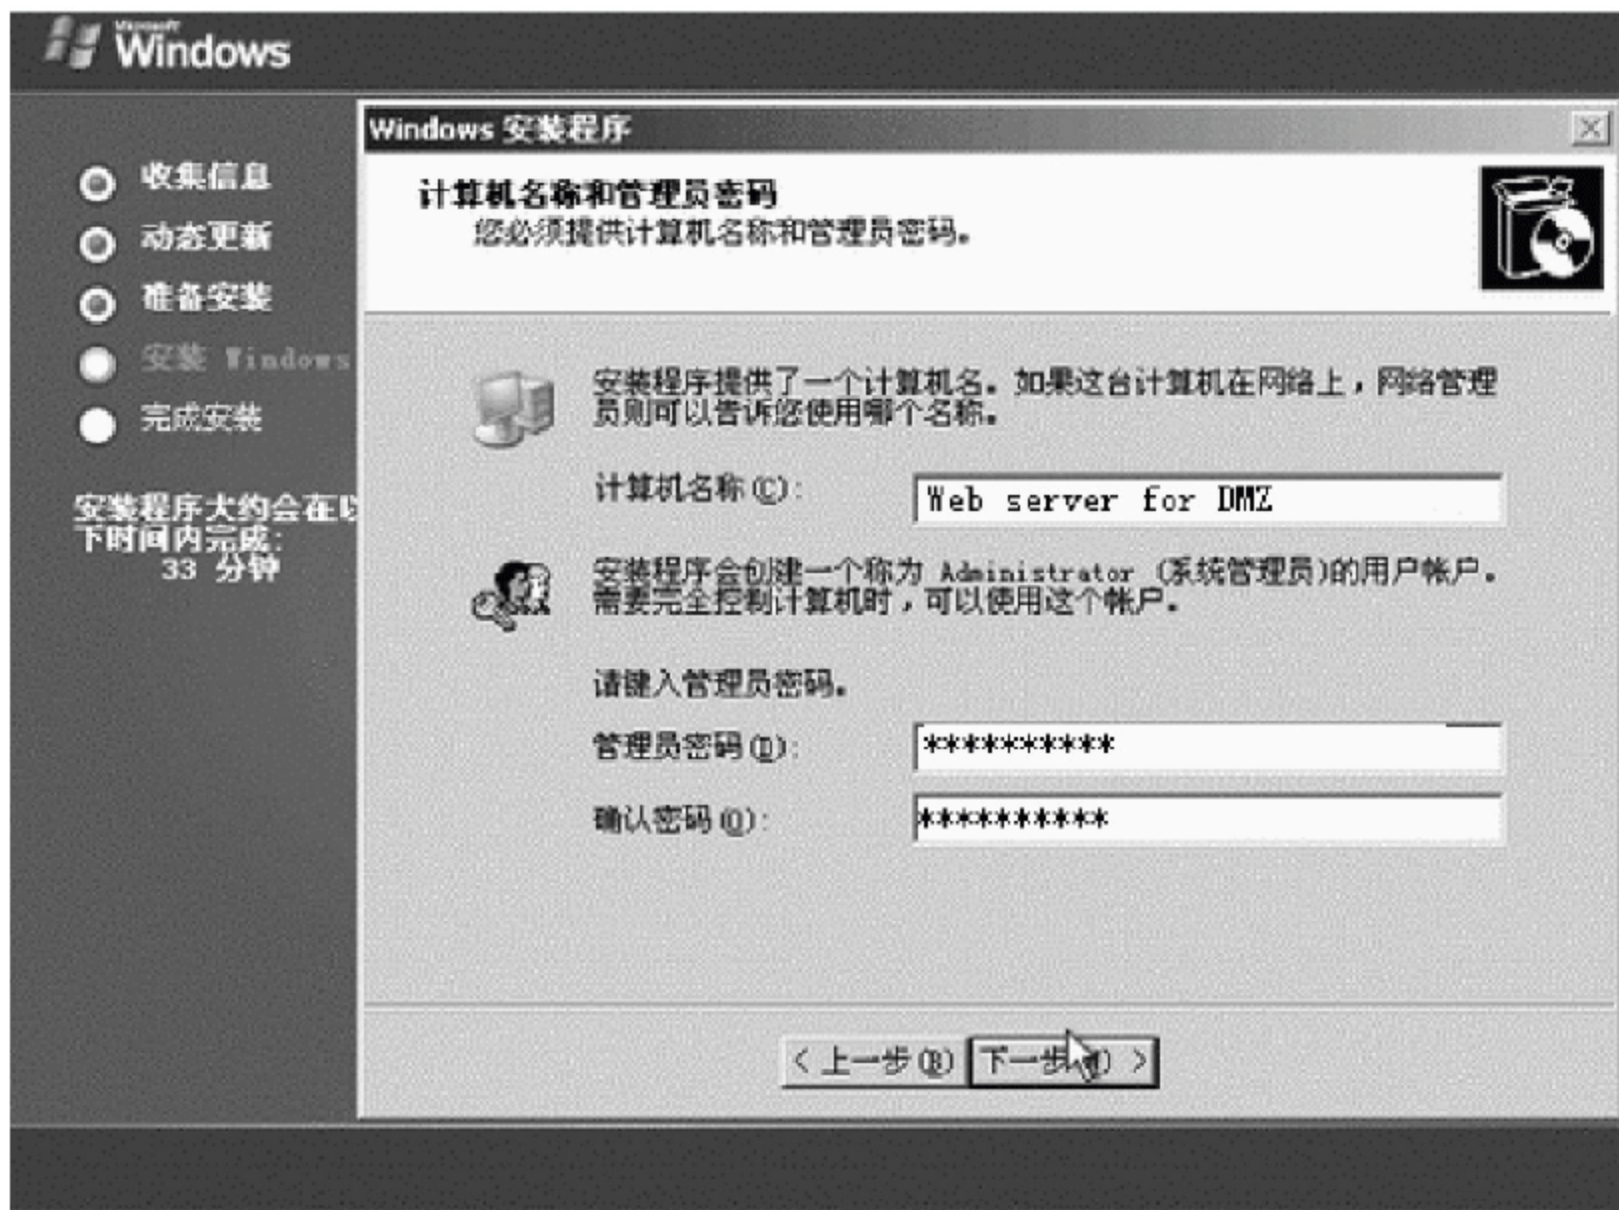 Microsoft
Windows
收集信息
动态更新
准备安装
安装 Windows
完成安装
安装程序大约会在以
下时间内完成:
33 分钟
Windows 安装程序
计算机名称和管理员密码
您必须提供计算机名称和管理员密码。
安装程序提供了一个计算机名。如果这台计算机在网络上,网络管理
员则可以告诉您使用哪个名称。
计算机名称(C):
Web server for DMZ
安装程序会创建一个称为 Administrator (系统管理员)的用户帐户。
需要完全控制计算机时,可以使用这个帐户。
请键入管理员密码。
管理员密码(D):
**********
确认密码(O):
**********
< 上一步(B)
下一步(N) >